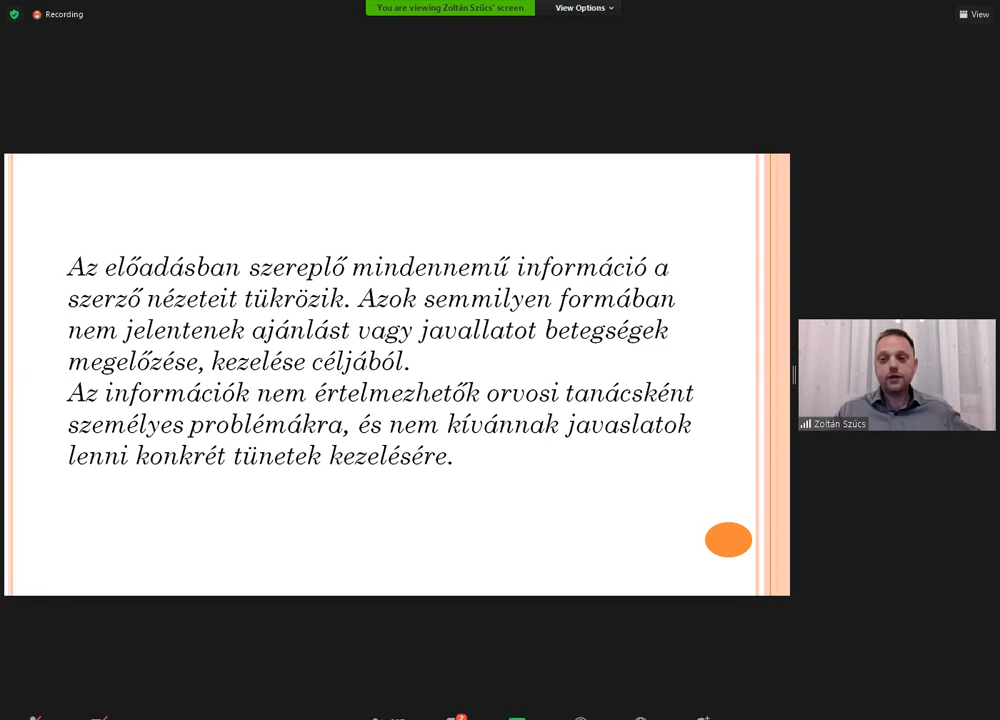 Recording
You are viewing Zoltán Szűcs' screen
View Options
View
Az előadásban szereplő mindennemű információ a
szerző nézeteit tükrözik. Azok semmilyen formában
nem jelentenek ajánlást vagy javallatot betegségek
megelőzése, kezelése céljából.
Az információk nem értelmezhetők orvosi tanácsként
személyes problémákra, és nem kívánnak javaslatok
lenni konkrét tünetek kezelésére.
Zoltán Szűcs